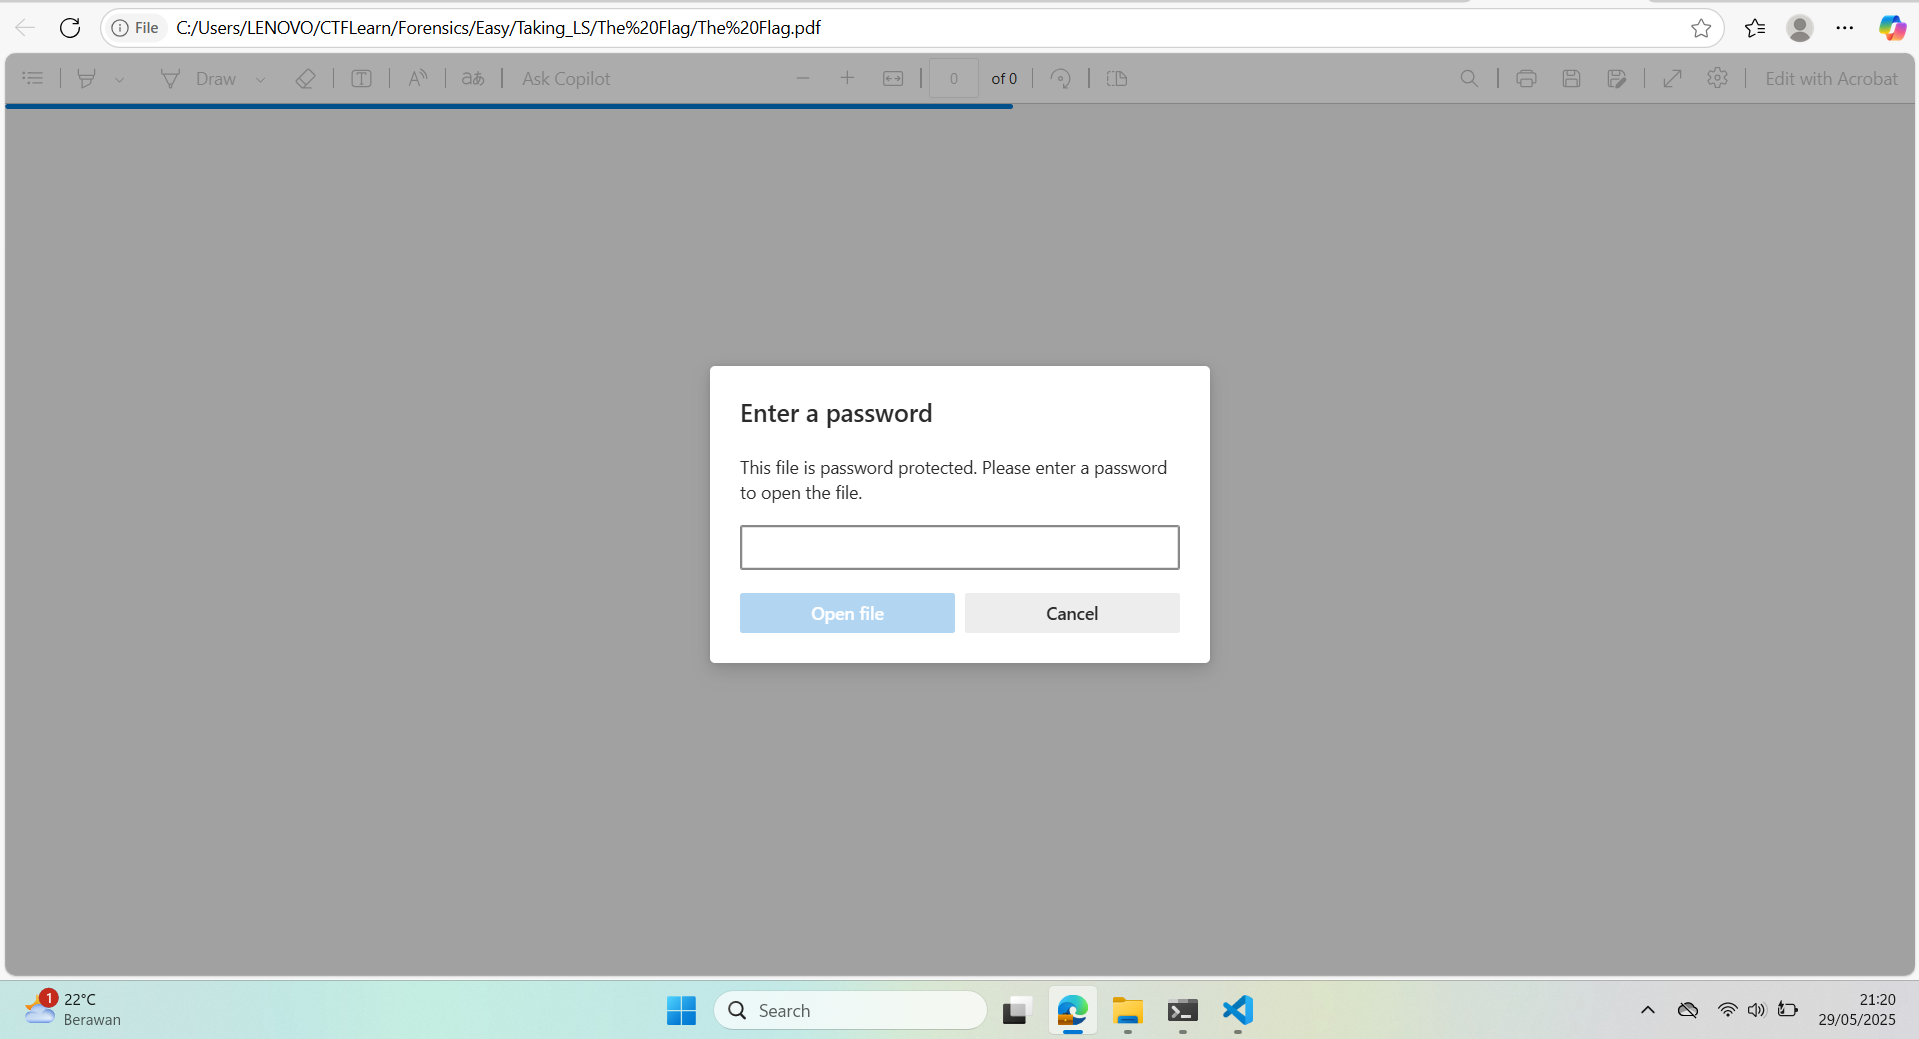 File C:/Users/LENOVO/CTFLearn/Forensics/Easy/Taking_LS/The%20Flag/The%20Flag.pdf
Draw aあ Ask Copilot 0 of 0 Edit with Acrobat
Enter a password
This file is password protected. Please enter a password
to open the file.
Open file Cancel
1 22°C
Berawan
Search
21:20
29/05/2025